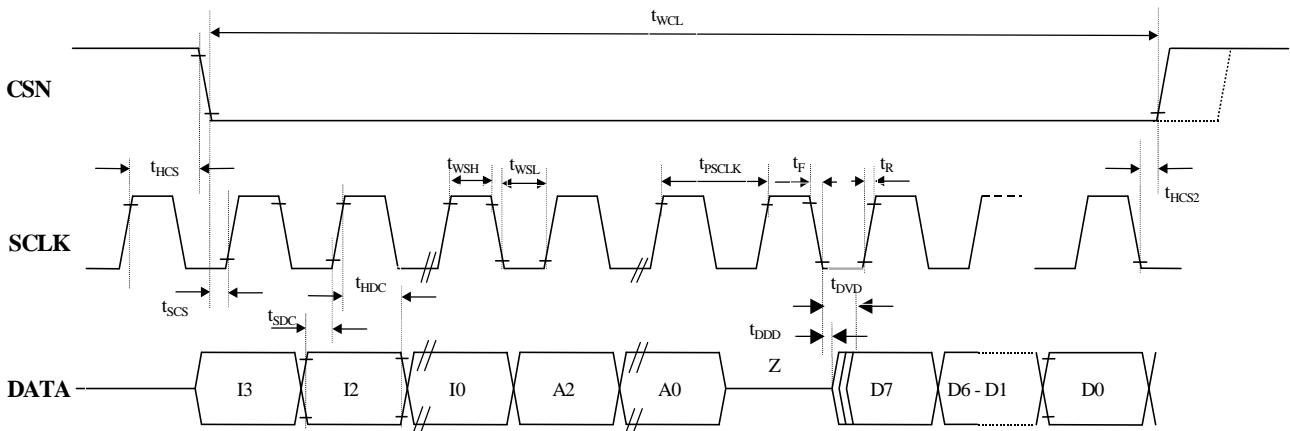 tWCL
CSN
tHCS
tWSH
tWSL
tPSCLK
tF
tR
tHCS2
SCLK
tSCS
tHDC
tSDC
tDVD
tDDD
Z
DATA
I3
I2
I0
A2
A0
D7
D6 - D1
D0